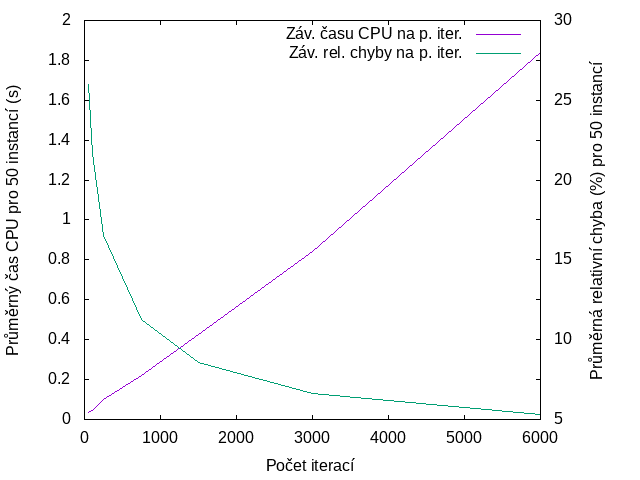 Záv. času CPU na p. iter.
Záv. rel. chyby na p. iter.
Průměrný čas CPU pro 50 instancí (s)
2
1.8
1.6
1.4
1.2
1
0.8
0.6
0.4
0.2
0
30
25
20
15
10
5
Průměrná relativní chyba (%) pro 50 instancí
0 1000 2000 3000 4000 5000 6000
Počet iterací